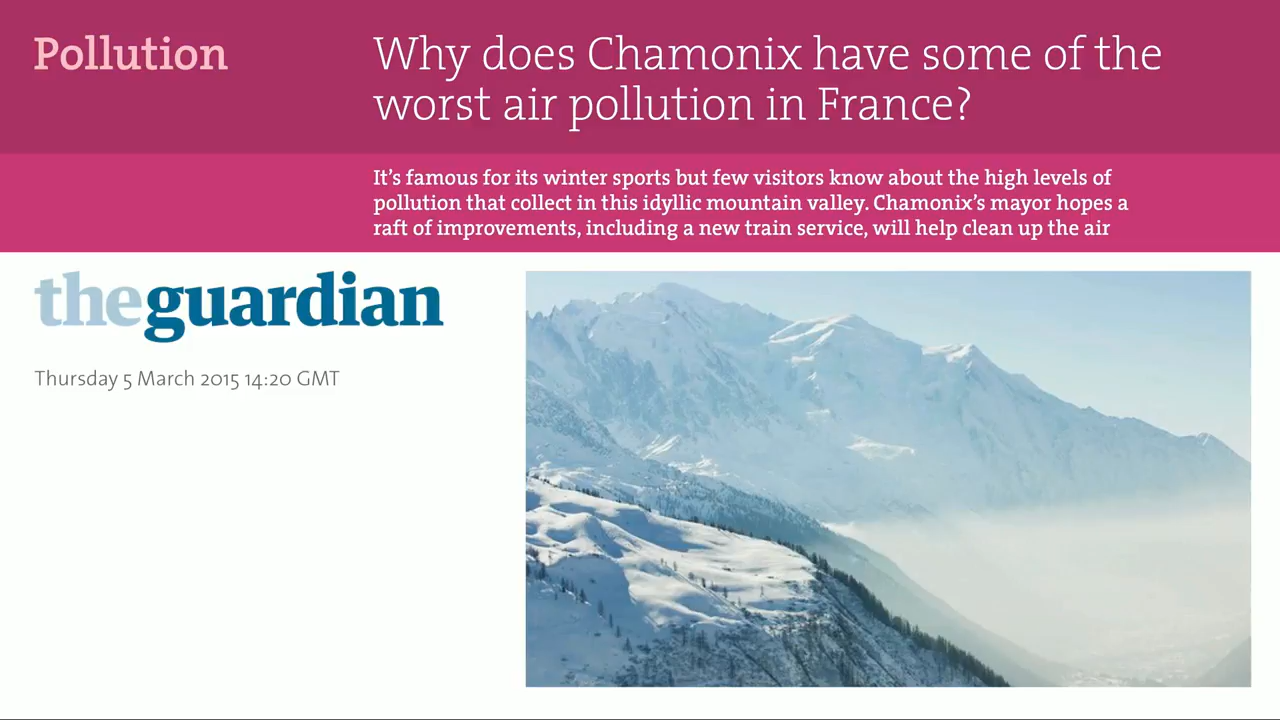 Pollution
Why does Chamonix have some of the
worst air pollution in France?
It's famous for its winter sports but few visitors know about the high levels of
pollution that collect in this idyllic mountain valley. Chamonix's mayor hopes a
raft of improvements, including a new train service, will help clean up the air
theguardian
Thursday 5 March 2015 14:20 GMT